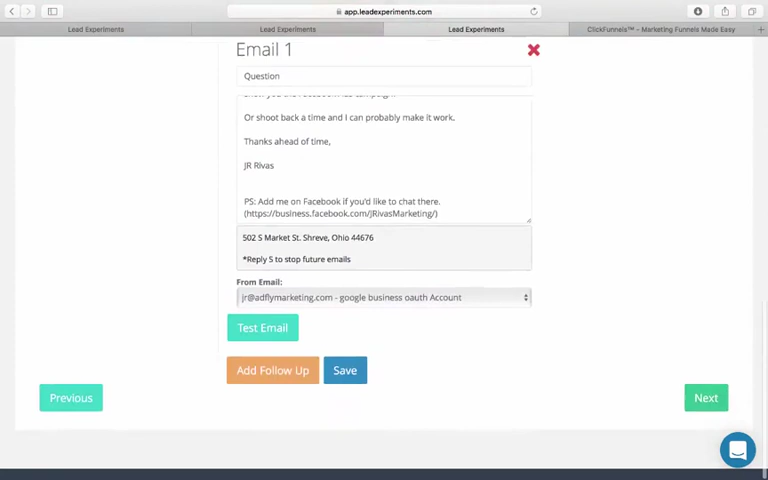 app.leadexperiments.com
Lead Experiments
Lead Experiments
Lead Experiments
ClickFunnels™ – Marketing Funnels Made Easy
Email 1
Question
Or shoot back a time and I can probably make it work.
Thanks ahead of time,
JR Rivas
PS: Add me on Facebook if you'd like to chat there.
(https://business.facebook.com/JRivasMarketing/)
502 S Market St. Shreve, Ohio 44676
*Reply S to stop future emails
From Email:
jr@adflymarketing.com - google business oauth Account
Test Email
Add Follow Up
Save
Previous
Next